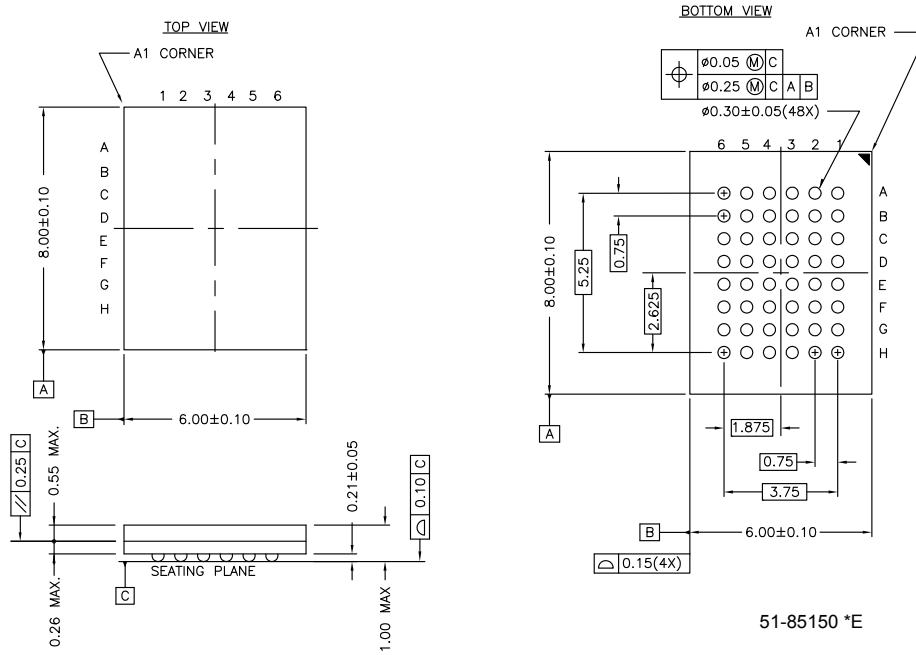 TOP VIEW
A1 CORNER
1 2 3 4 5 6
A
B
C
D
E
F
G
H
8.00±0.10
A
B
6.00±0.10
// 0.25 C
0.55 MAX.
0.26 MAX.
0.21±0.05
⌓ 0.10 C
1.00 MAX
SEATING PLANE
C
BOTTOM VIEW
A1 CORNER
⌖ ø0.05 Ⓜ C
ø0.25 Ⓜ C A B
ø0.30±0.05(48X)
6 5 4 3 2 1
A
B
C
D
E
F
G
H
8.00±0.10
5.25
0.75
2.625
A
1.875
0.75
3.75
B
6.00±0.10
⌓ 0.15(4X)
51-85150 *E